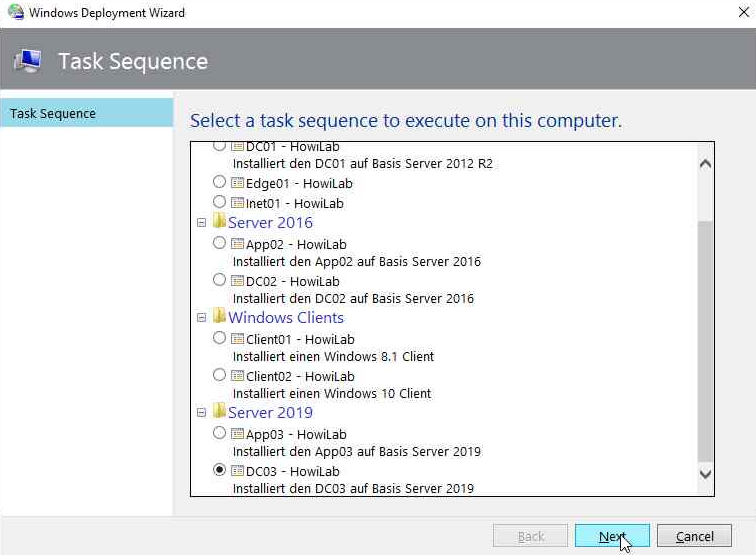 Windows Deployment Wizard
Task Sequence
Task Sequence
Select a task sequence to execute on this computer.
DC01 - HowiLab
Installiert den DC01 auf Basis Server 2012 R2
Edge01 - HowiLab
Inet01 - HowiLab
Server 2016
App02 - HowiLab
Installiert den App02 auf Basis Server 2016
DC02 - HowiLab
Installiert den DC02 auf Basis Server 2016
Windows Clients
Client01 - HowiLab
Installiert einen Windows 8.1 Client
Client02 - HowiLab
Installiert einen Windows 10 Client
Server 2019
App03 - HowiLab
Installiert den App03 auf Basis Server 2019
DC03 - HowiLab
Installiert den DC03 auf Basis Server 2019
Back Next Cancel